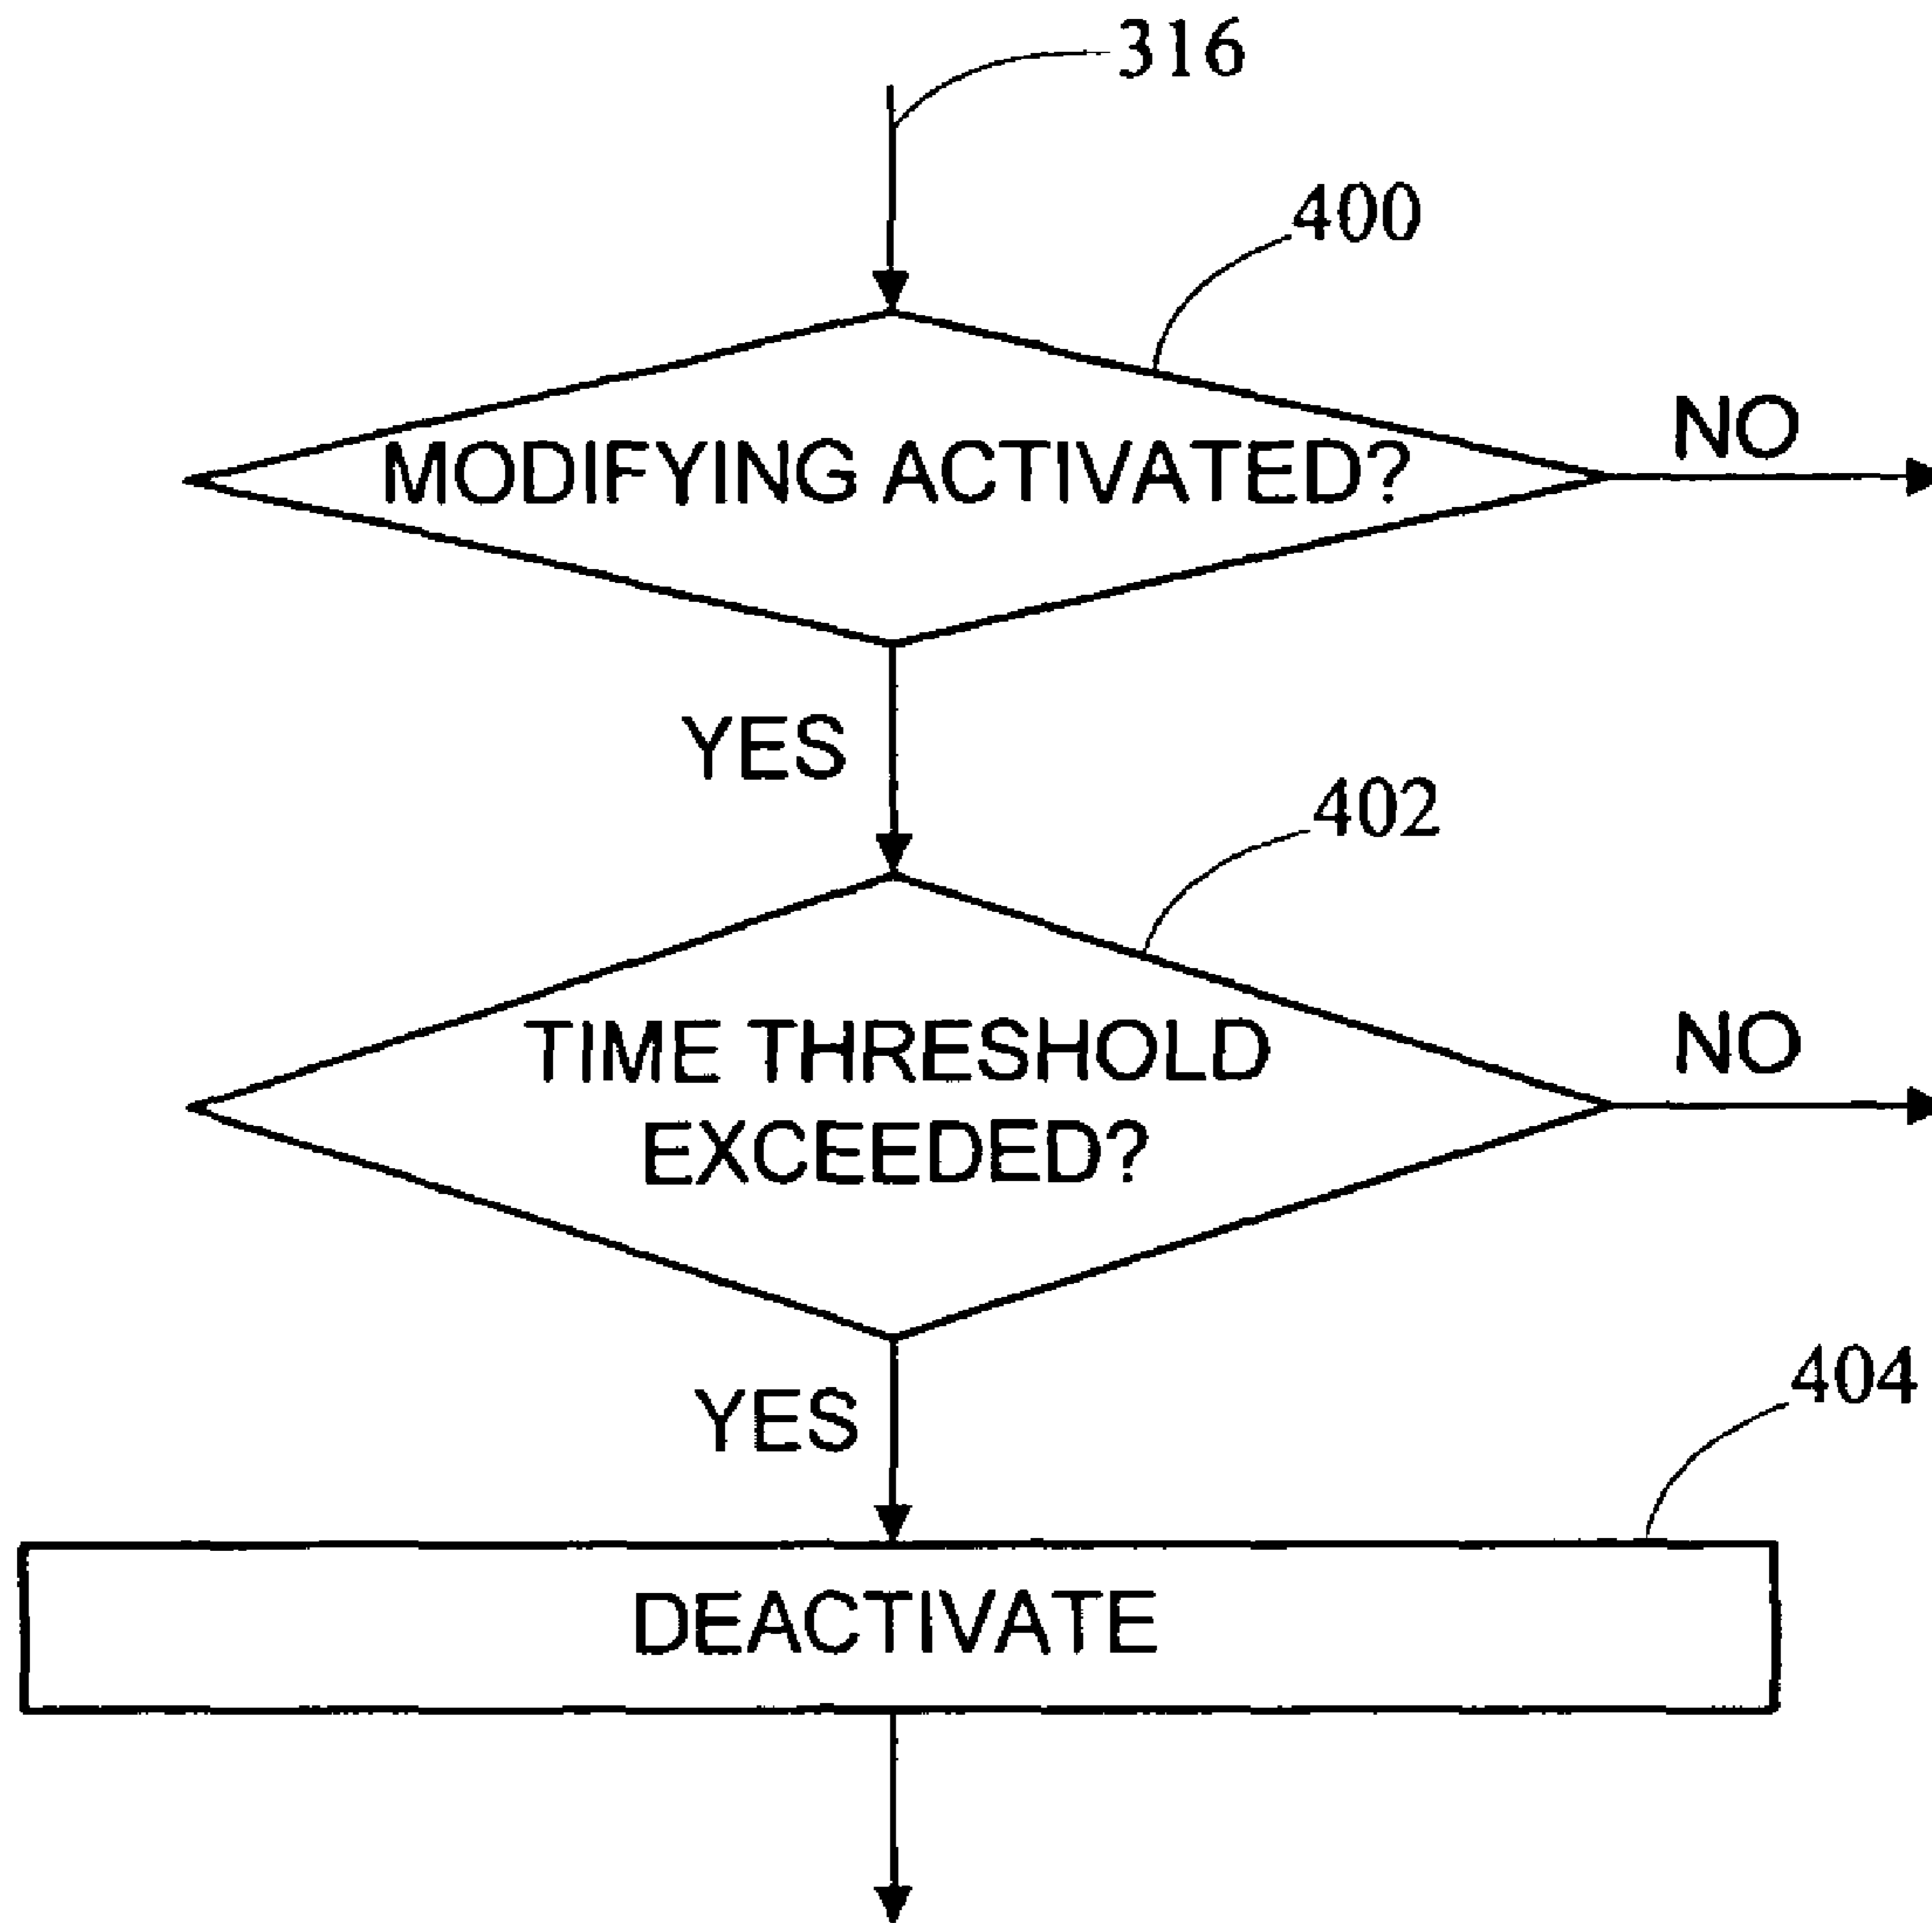 316
400
MODIFYING ACTIVATED?
NO
YES
402
TIME THRESHOLD
EXCEEDED?
NO
YES
404
DEACTIVATE